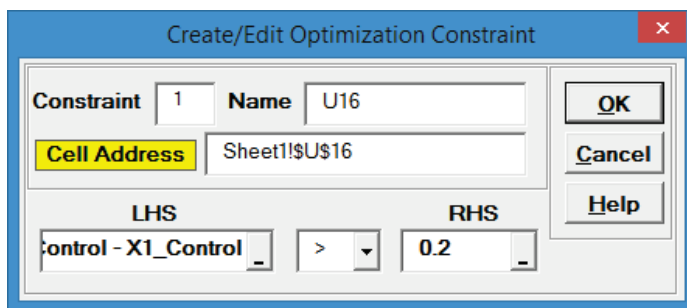 Create/Edit Optimization Constraint
×
Constraint 1 Name U16
OK
Cell Address Sheet1!$U$16
Cancel
Help
LHS RHS
:ontrol - X1_Control _ > 0.2 _